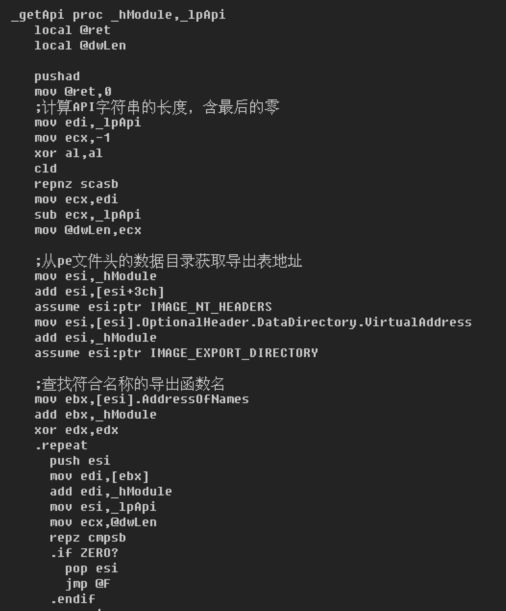 _getApi proc _hModule,_lpApi
local @ret
local @dwLen
pushad
mov @ret,0
;计算API字符串的长度，含最后的零
mov edi,_lpApi
mov ecx,-1
xor al,al
cld
repnz scasb
mov ecx,edi
sub ecx,_lpApi
mov @dwLen,ecx
;从pe文件头的数据目录获取导出表地址
mov esi,_hModule
add esi,[esi+3ch]
assume esi:ptr IMAGE_NT_HEADERS
mov esi,[esi].OptionalHeader.DataDirectory.VirtualAddress
add esi,_hModule
assume esi:ptr IMAGE_EXPORT_DIRECTORY
;查找符合名称的导出函数名
mov ebx,[esi].AddressOfNames
add ebx,_hModule
xor edx,edx
.repeat
push esi
mov edi,[ebx]
add edi,_hModule
mov esi,_lpApi
mov ecx,@dwLen
repz cmpsb
.if ZERO?
pop esi
jmp @F
.endif